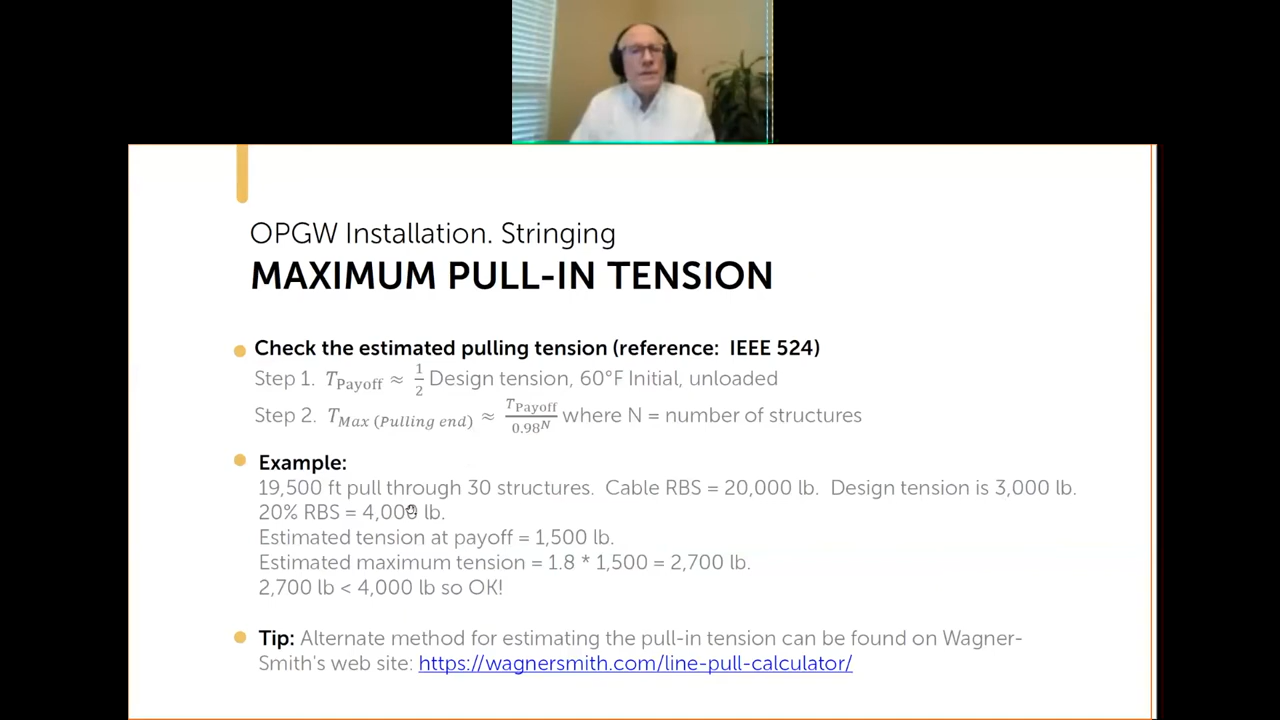 OPGW Installation. Stringing
MAXIMUM PULL-IN TENSION
Check the estimated pulling tension (reference: IEEE 524)
Step 1. T_Payoff ≈ 1/2 Design tension, 60°F Initial, unloaded
Step 2. T_Max (Pulling end) ≈ T_Payoff/0.98^N where N = number of structures
Example:
19,500 ft pull through 30 structures. Cable RBS = 20,000 lb. Design tension is 3,000 lb.
20% RBS = 4,000 lb.
Estimated tension at payoff = 1,500 lb.
Estimated maximum tension = 1.8 * 1,500 = 2,700 lb.
2,700 lb < 4,000 lb so OK!
Tip: Alternate method for estimating the pull-in tension can be found on Wagner-
Smith's web site: https://wagnersmith.com/line-pull-calculator/